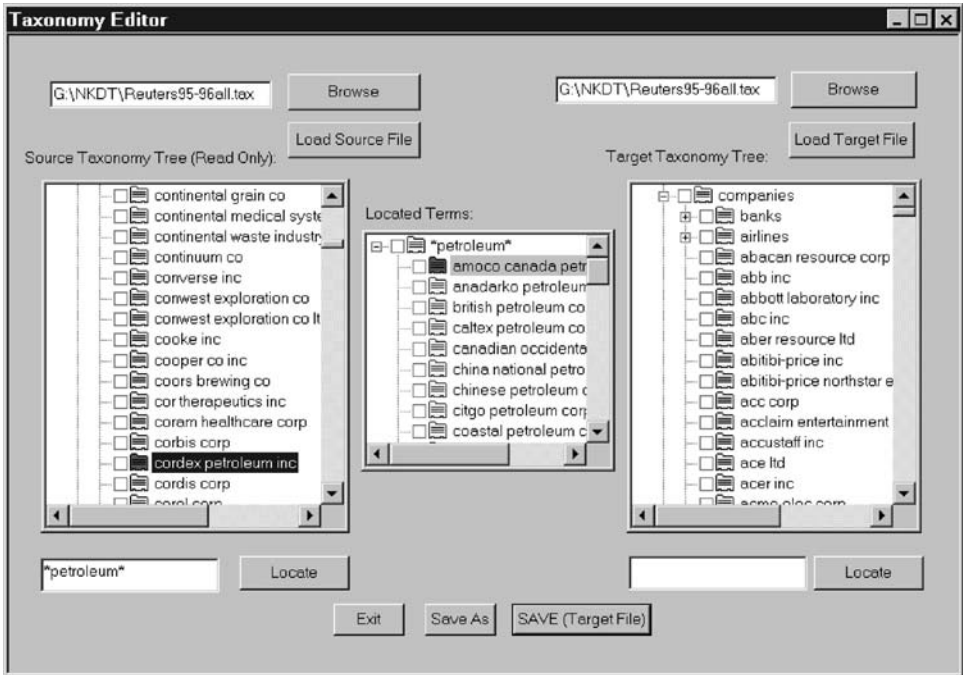 Taxonomy Editor
G:\NKDT\Reuters95-96all.tax
Browse
G:\NKDT\Reuters95-96all.tax
Browse
Load Source File
Load Target File
Source Taxonomy Tree (Read Only):
Target Taxonomy Tree:
continental grain co
continental medical syste
continental waste industry
continuum co
converse inc
conwest exploration co
conwest exploration co lt
cooke inc
cooper co inc
coors brewing co
cor therapeutics inc
coram healthcare corp
corbis corp
cordex petroleum inc
cordis corp
corel corp
Located Terms:
*petroleum*
amoco canada petr
anadarko petroleum
british petroleum co
caltex petroleum co
canadian occidenta
china national petro
chinese petroleum c
citgo petroleum corp
coastal petroleum c
companies
banks
airlines
abacan resource corp
abb inc
abbott laboratory inc
abc inc
aber resource ltd
abitibi-price inc
abitibi-price northstar e
acc corp
acclaim entertainment
accustaff inc
ace ltd
acer inc
*petroleum*
Locate
Locate
Exit
Save As
SAVE (Target File)